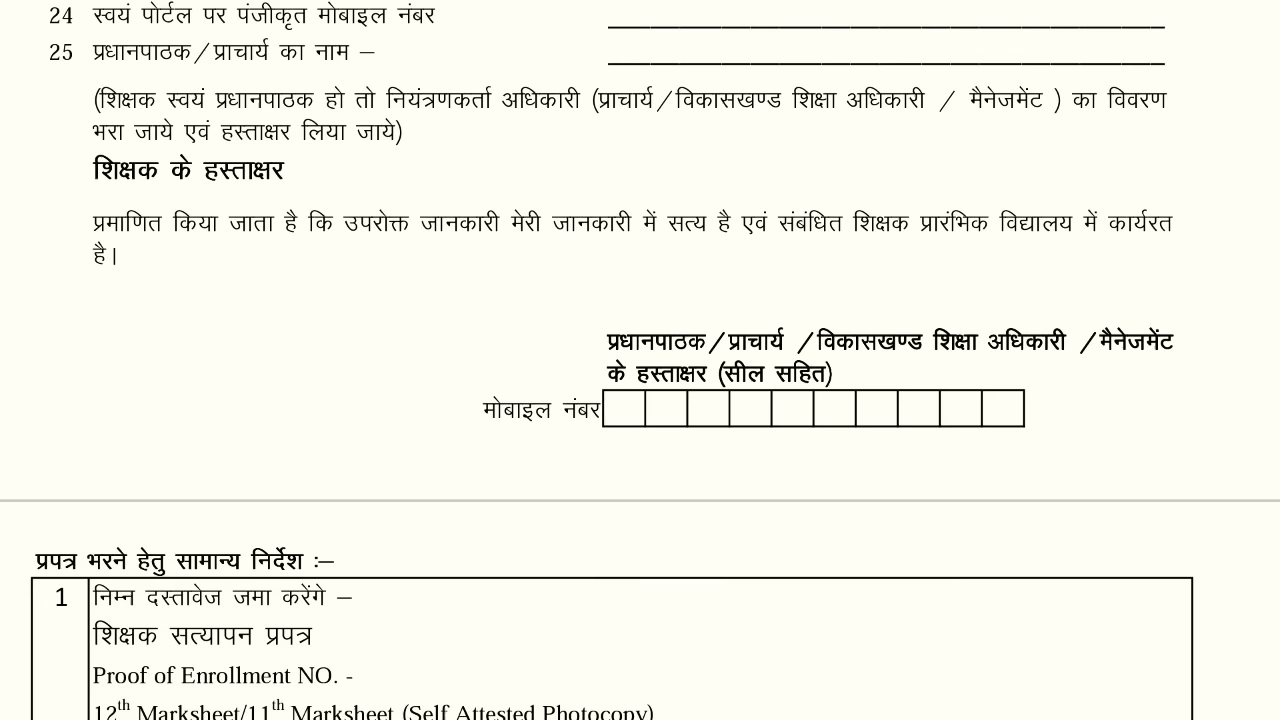 24 स्वयं पोर्टल पर पंजीकृत मोबाइल नंबर
25 प्रधानपाठक/प्राचार्य का नाम –
(शिक्षक स्वयं प्रधानपाठक हो तो नियंत्रणकर्ता अधिकारी (प्राचार्य/विकासखण्ड शिक्षा अधिकारी / मैनेजमेंट ) का विवरण
भरा जाये एवं हस्ताक्षर लिया जाये)
शिक्षक के हस्ताक्षर
प्रमाणित किया जाता है कि उपरोक्त जानकारी मेरी जानकारी में सत्य है एवं संबंधित शिक्षक प्रारंभिक विद्यालय में कार्यरत
है।
प्रधानपाठक/प्राचार्य /विकासखण्ड शिक्षा अधिकारी /मैनेजमेंट
के हस्ताक्षर (सील सहित)
मोबाइल नंबर
प्रपत्र भरने हेतु सामान्य निर्देश :–
1 निम्न दस्तावेज जमा करेंगे –
शिक्षक सत्यापन प्रपत्र
Proof of Enrollment NO. -
12th Marksheet/11th Marksheet (Self Attested Photocopy)